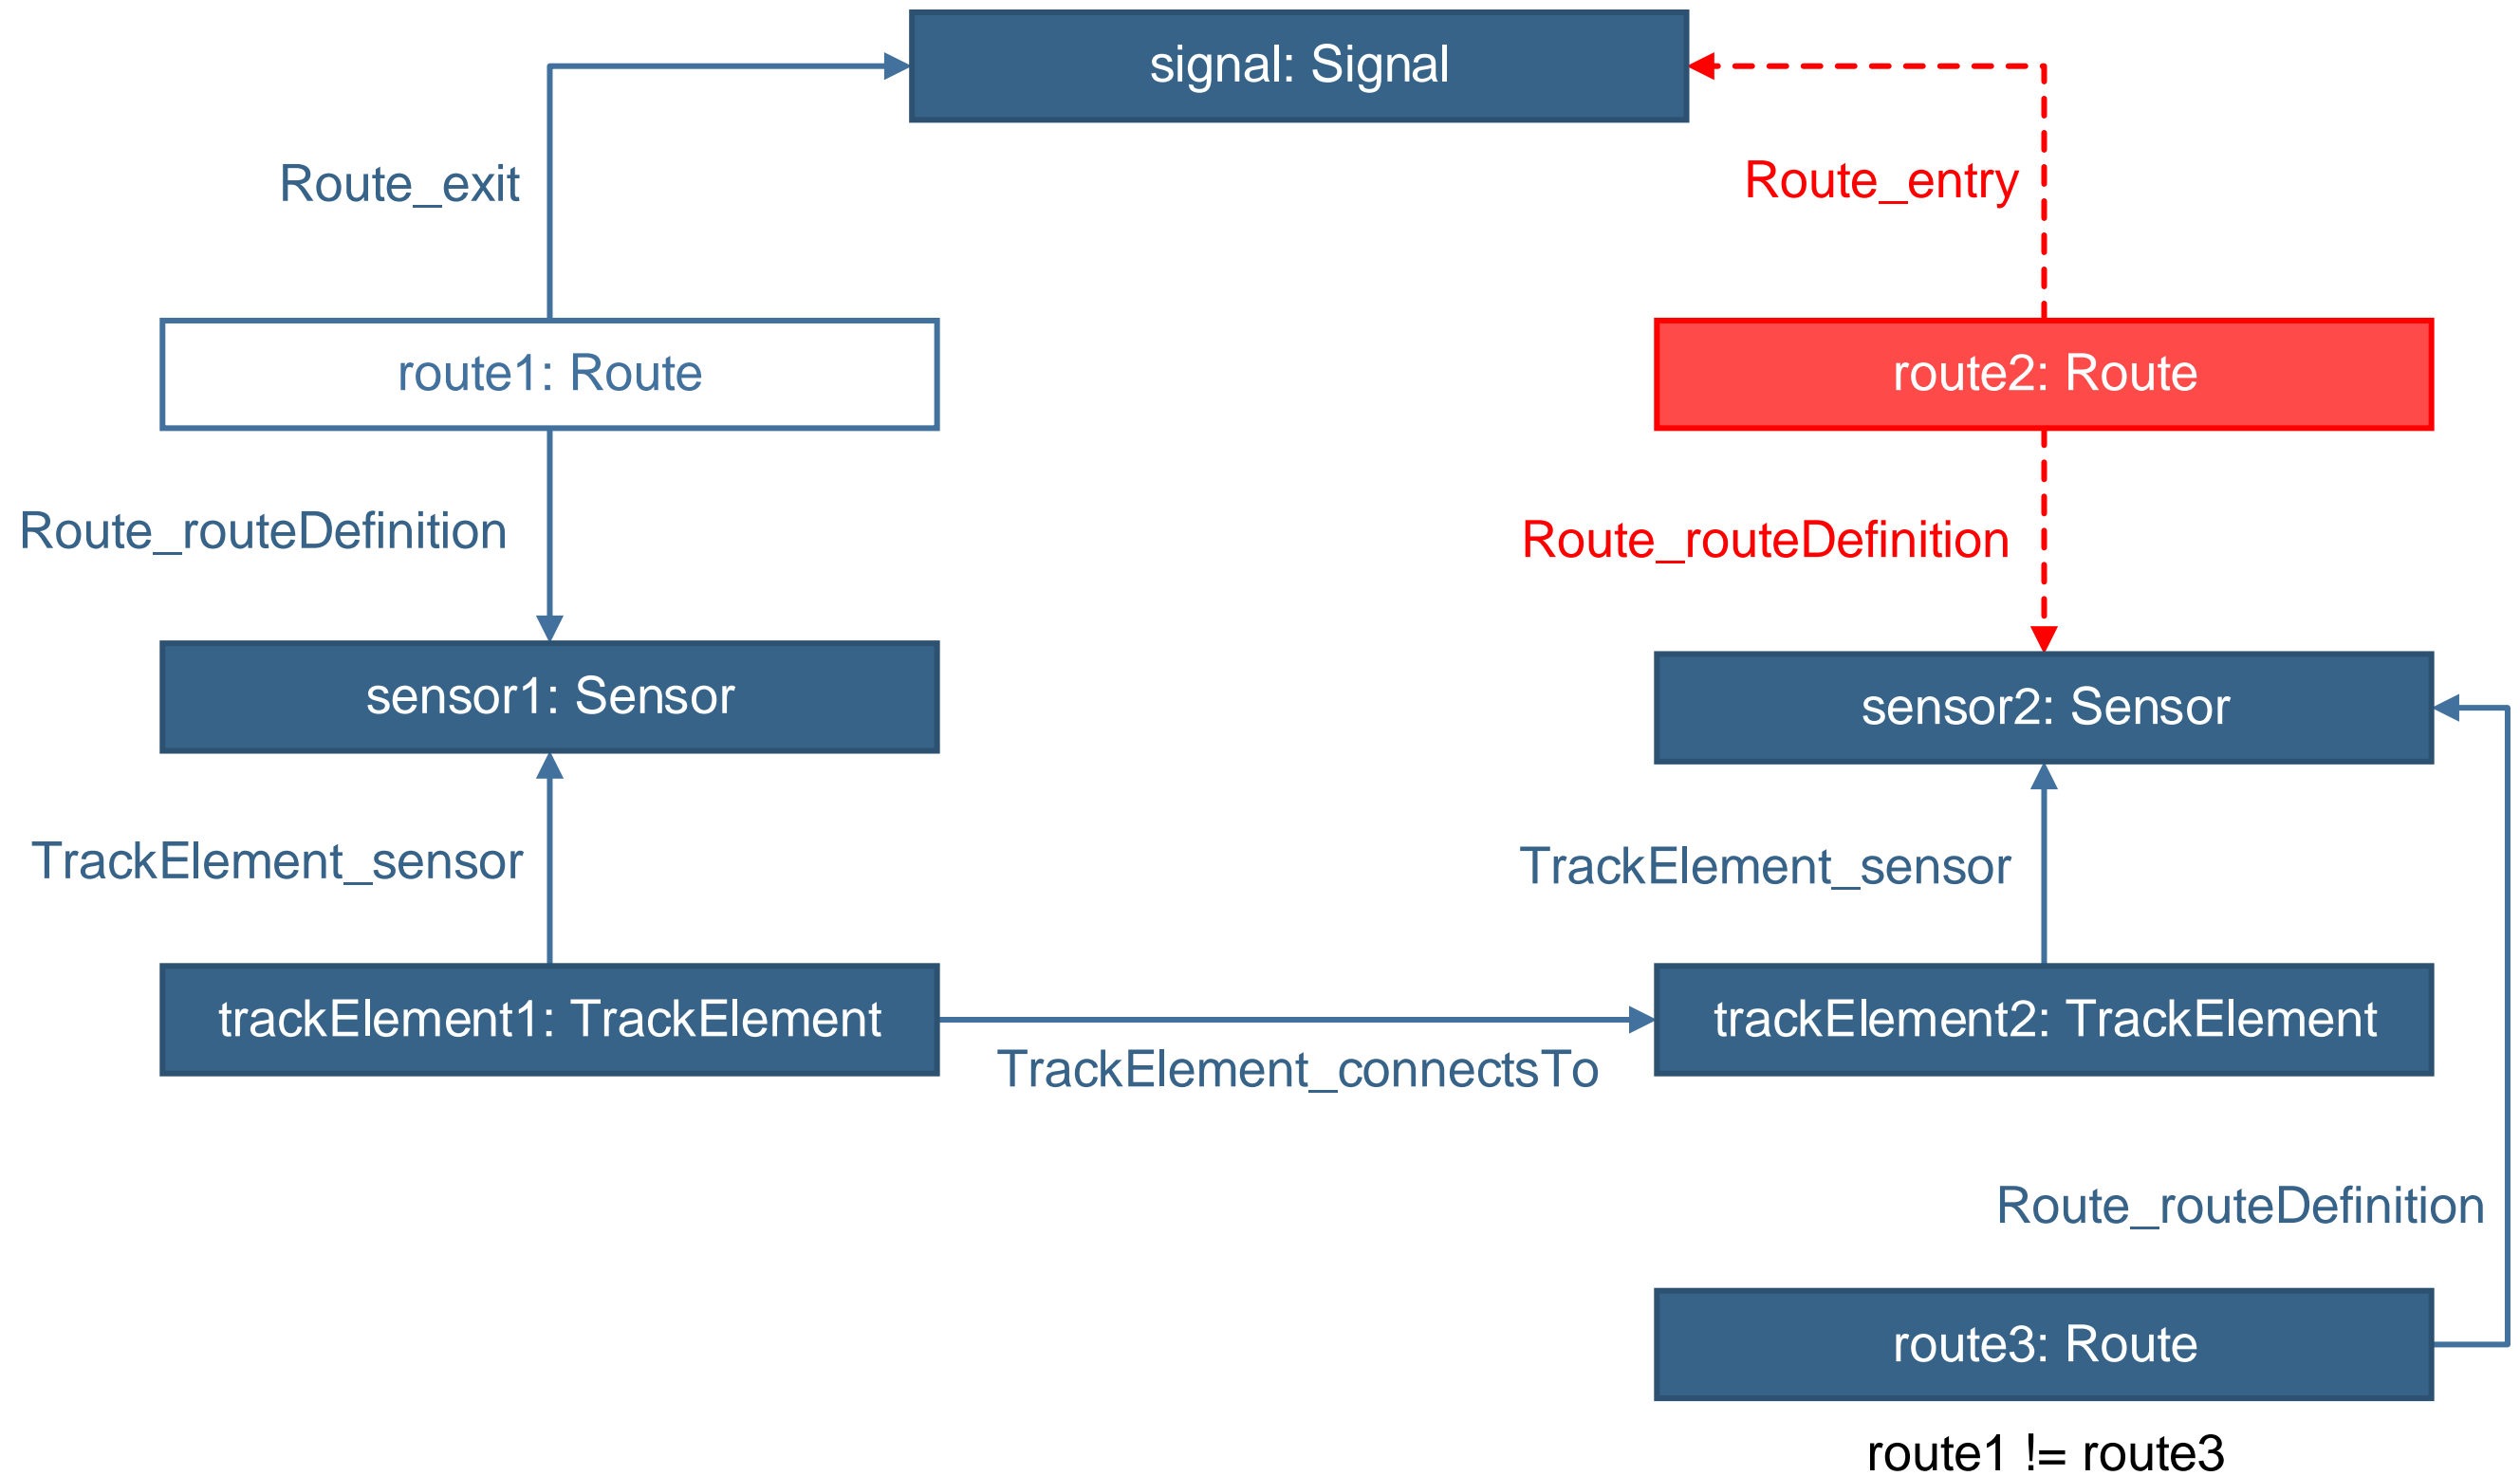 signal: Signal
Route_exit
Route_entry
route1: Route
route2: Route
Route_routeDefinition
Route_routeDefinition
sensor1: Sensor
sensor2: Sensor
TrackElement_sensor
TrackElement_sensor
trackElement1: TrackElement
trackElement2: TrackElement
TrackElement_connectsTo
Route_routeDefinition
route3: Route
route1 != route3